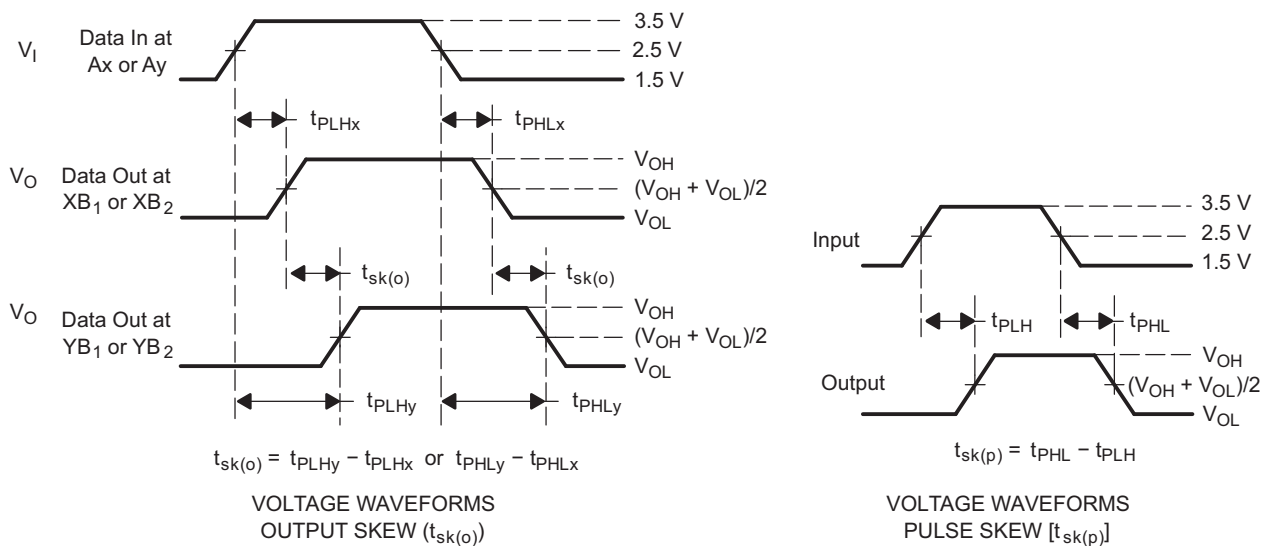 V_I
Data In at
Ax or Ay
3.5 V
2.5 V
1.5 V
t_PLHx
t_PHLx
V_O
Data Out at
XB_1 or XB_2
V_OH
(V_OH + V_OL)/2
V_OL
t_sk(o)
t_sk(o)
V_O
Data Out at
YB_1 or YB_2
V_OH
(V_OH + V_OL)/2
V_OL
t_PLHy
t_PHLy
t_sk(o) = t_PLHy − t_PLHx or t_PHLy − t_PHLx
VOLTAGE WAVEFORMS
OUTPUT SKEW (t_sk(o))
Input
3.5 V
2.5 V
1.5 V
t_PLH
t_PHL
Output
V_OH
(V_OH + V_OL)/2
V_OL
t_sk(p) = t_PHL − t_PLH
VOLTAGE WAVEFORMS
PULSE SKEW [t_sk(p)]